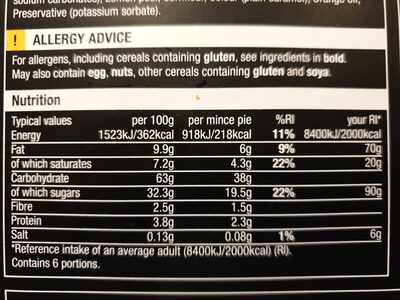 sodium carbonates), Lemon peel, Cornflour, Colour (plain caramel), Orange oil,
Preservative (potassium sorbate).
! ALLERGY ADVICE
For allergens, including cereals containing gluten, see ingredients in bold.
May also contain egg, nuts, other cereals containing gluten and soya.
Nutrition
Typical values per 100g per mince pie %RI your RI*
Energy 1523kJ/362kcal 918kJ/218kcal 11% 8400kJ/2000kcal
Fat 9.9g 6g 9% 70g
of which saturates 7.2g 4.3g 22% 20g
Carbohydrate 63g 38g
of which sugars 32.3g 19.5g 22% 90g
Fibre 2.5g 1.5g
Protein 3.8g 2.3g
Salt 0.13g 0.08g 1% 6g
*Reference intake of an average adult (8400kJ/2000kcal) (RI).
Contains 6 portions.